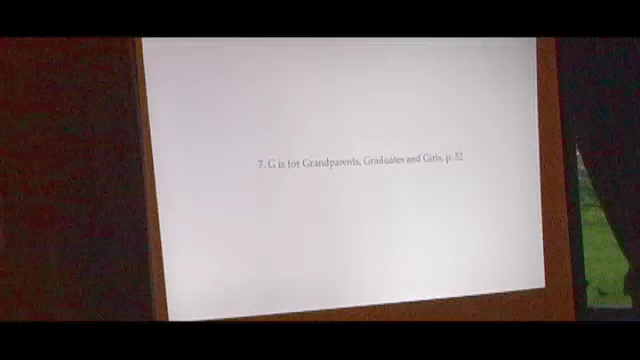 7. G is for Grandparents, Graduates and Girls, p. 52